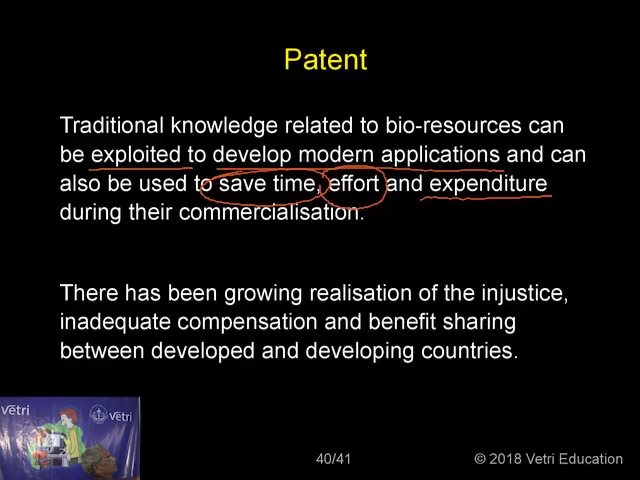 Patent
Traditional knowledge related to bio-resources can
be exploited to develop modern applications and can
also be used to save time, effort and expenditure
during their commercialisation.
There has been growing realisation of the injustice,
inadequate compensation and benefit sharing
between developed and developing countries.
vetri
vetri
40/41
© 2018 Vetri Education